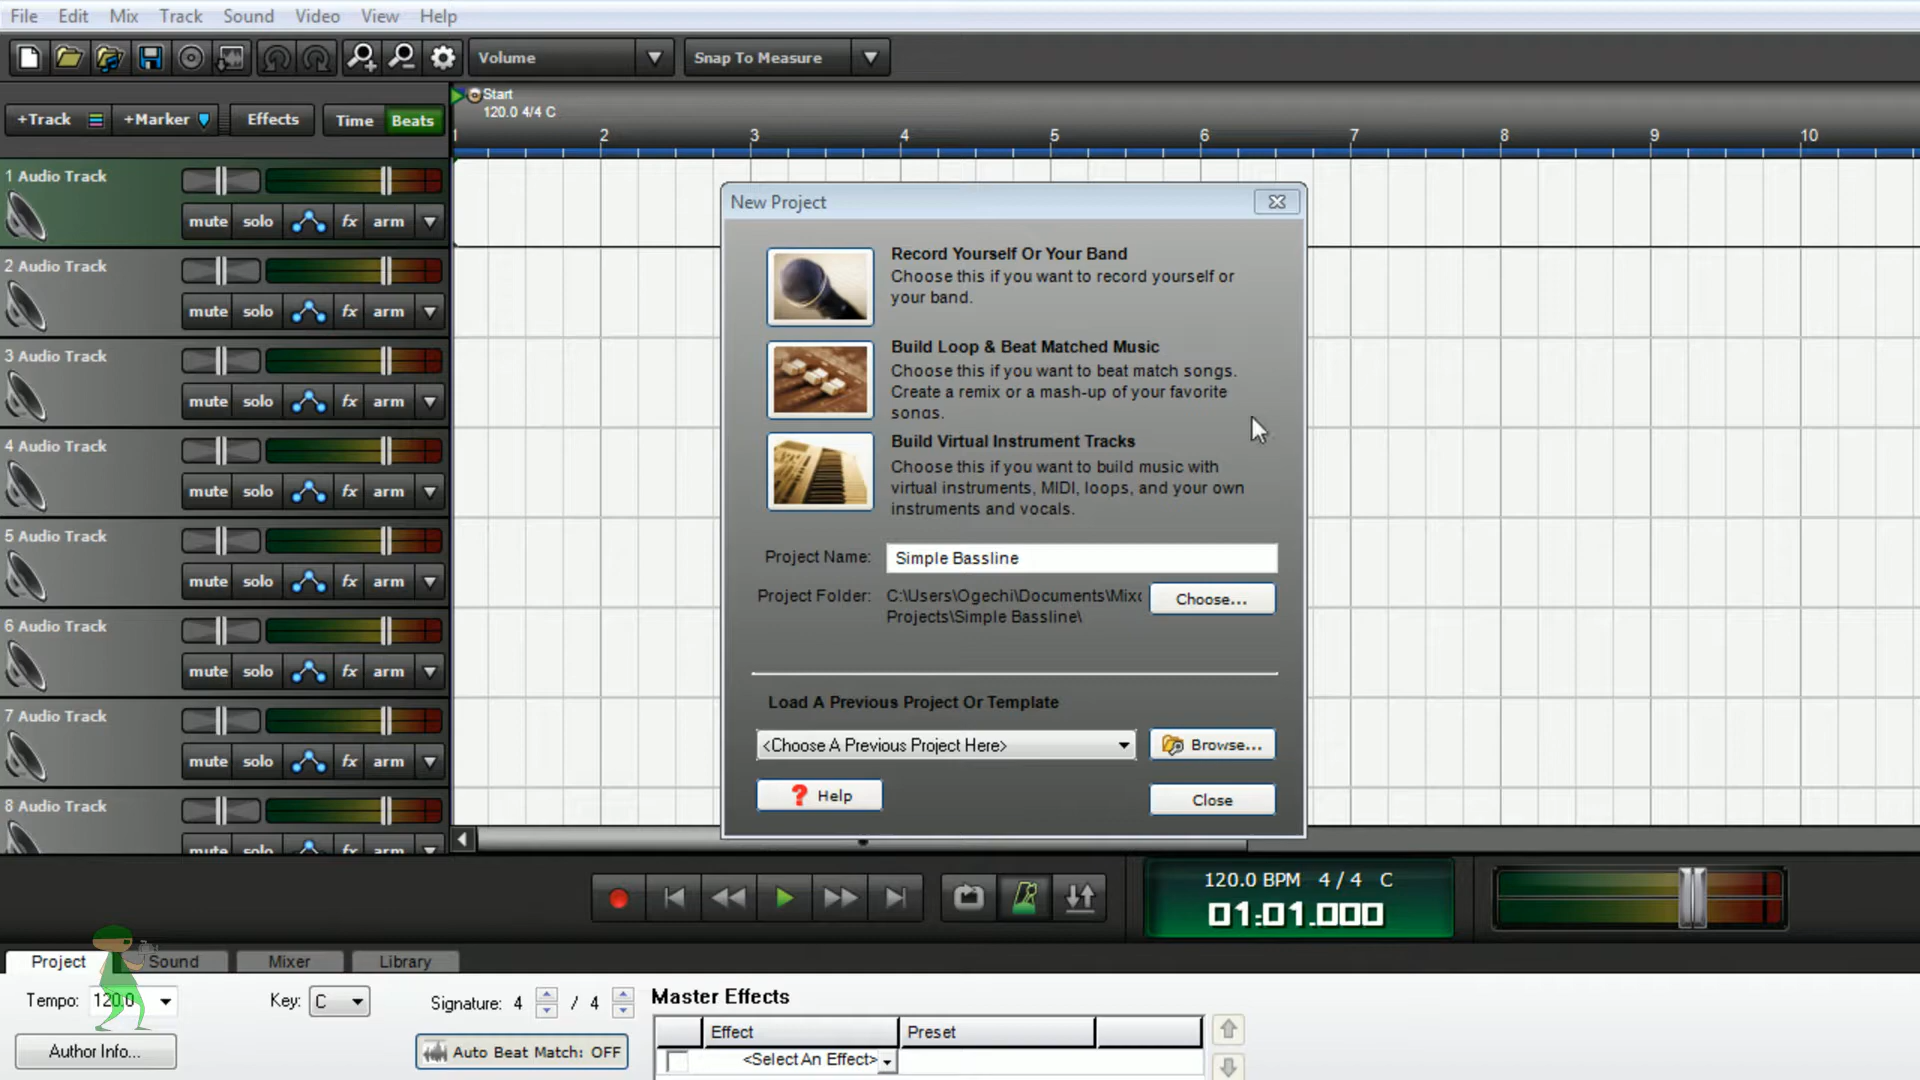 File Edit Mix Track Sound Video View Help
Volume Snap To Measure
+Track +Marker Effects Time Beats
Start
120.0 4/4 C
1 2 3 4 5 6 7 8 9 10
1 Audio Track
mute solo fx arm
2 Audio Track
mute solo fx arm
3 Audio Track
mute solo fx arm
4 Audio Track
mute solo fx arm
5 Audio Track
mute solo fx arm
6 Audio Track
mute solo fx arm
7 Audio Track
mute solo fx arm
8 Audio Track
mute solo fx arm
New Project
Record Yourself Or Your Band
Choose this if you want to record yourself or
your band.
Build Loop & Beat Matched Music
Choose this if you want to beat match songs.
Create a remix or a mash-up of your favorite
songs.
Build Virtual Instrument Tracks
Choose this if you want to build music with
virtual instruments, MIDI, loops, and your own
instruments and vocals.
Project Name: Simple Bassline
Project Folder: C:\Users\Ogechi\Documents\Mixc
Projects\Simple Bassline\
Choose...
Load A Previous Project Or Template
<Choose A Previous Project Here> Browse...
? Help Close
120.0 BPM 4 / 4 C
01:01.000
Project Sound Mixer Library
Tempo: 120.0 Key: C Signature: 4 / 4
Author Info... Auto Beat Match: OFF
Master Effects
Effect Preset
<Select An Effect>